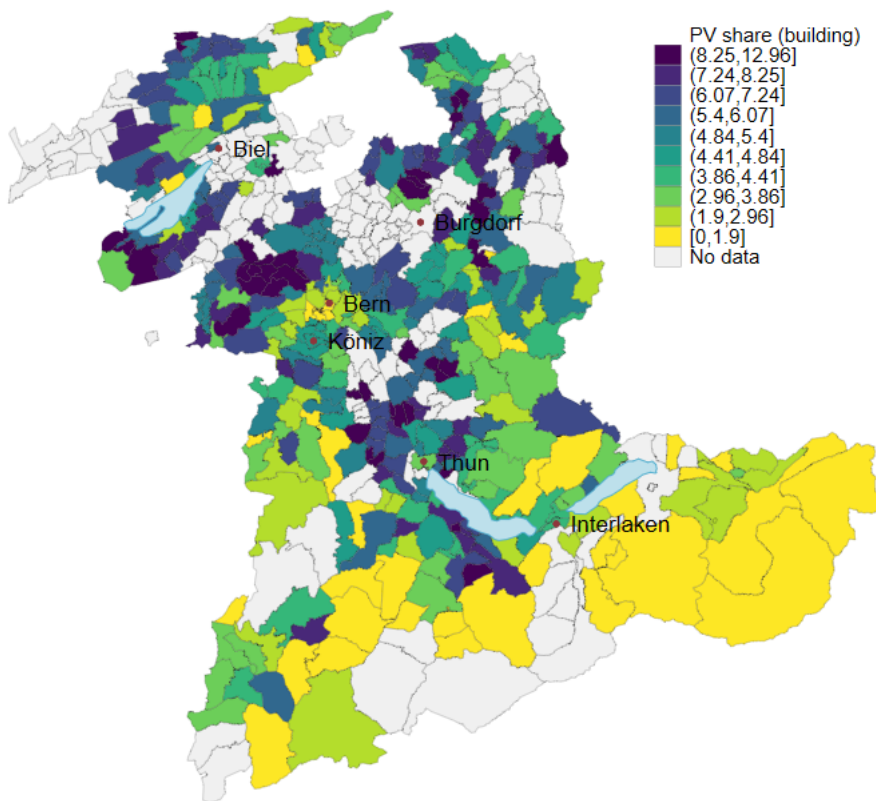 PV share (building)
(8.25,12.96]
(7.24,8.25]
(6.07,7.24]
(5.4,6.07]
(4.84,5.4]
(4.41,4.84]
(3.86,4.41]
(2.96,3.86]
(1.9,2.96]
[0,1.9]
No data
Biel
Burgdorf
Bern
Köniz
Thun
Interlaken